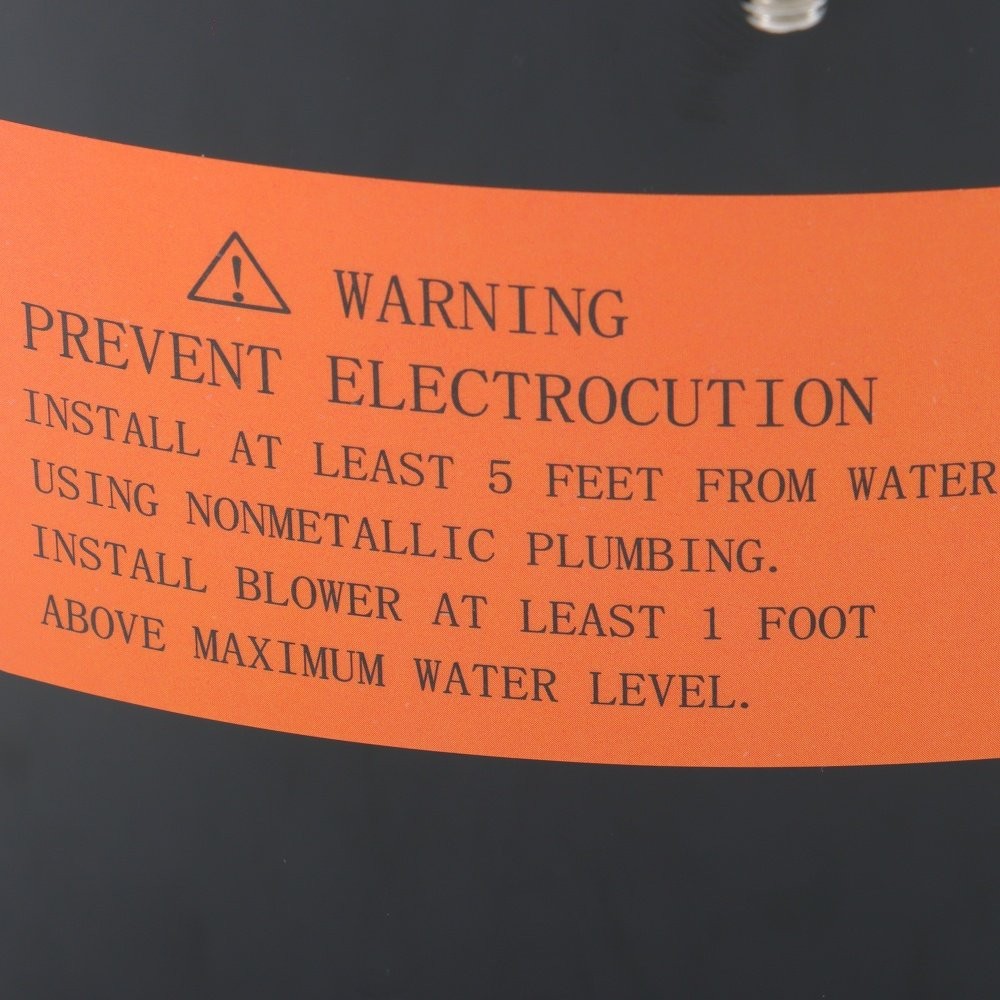 WARNING
PREVENT ELECTROCUTION
INSTALL AT LEAST 5 FEET FROM WATER
USING NONMETALLIC PLUMBING.
INSTALL BLOWER AT LEAST 1 FOOT
ABOVE MAXIMUM WATER LEVEL.